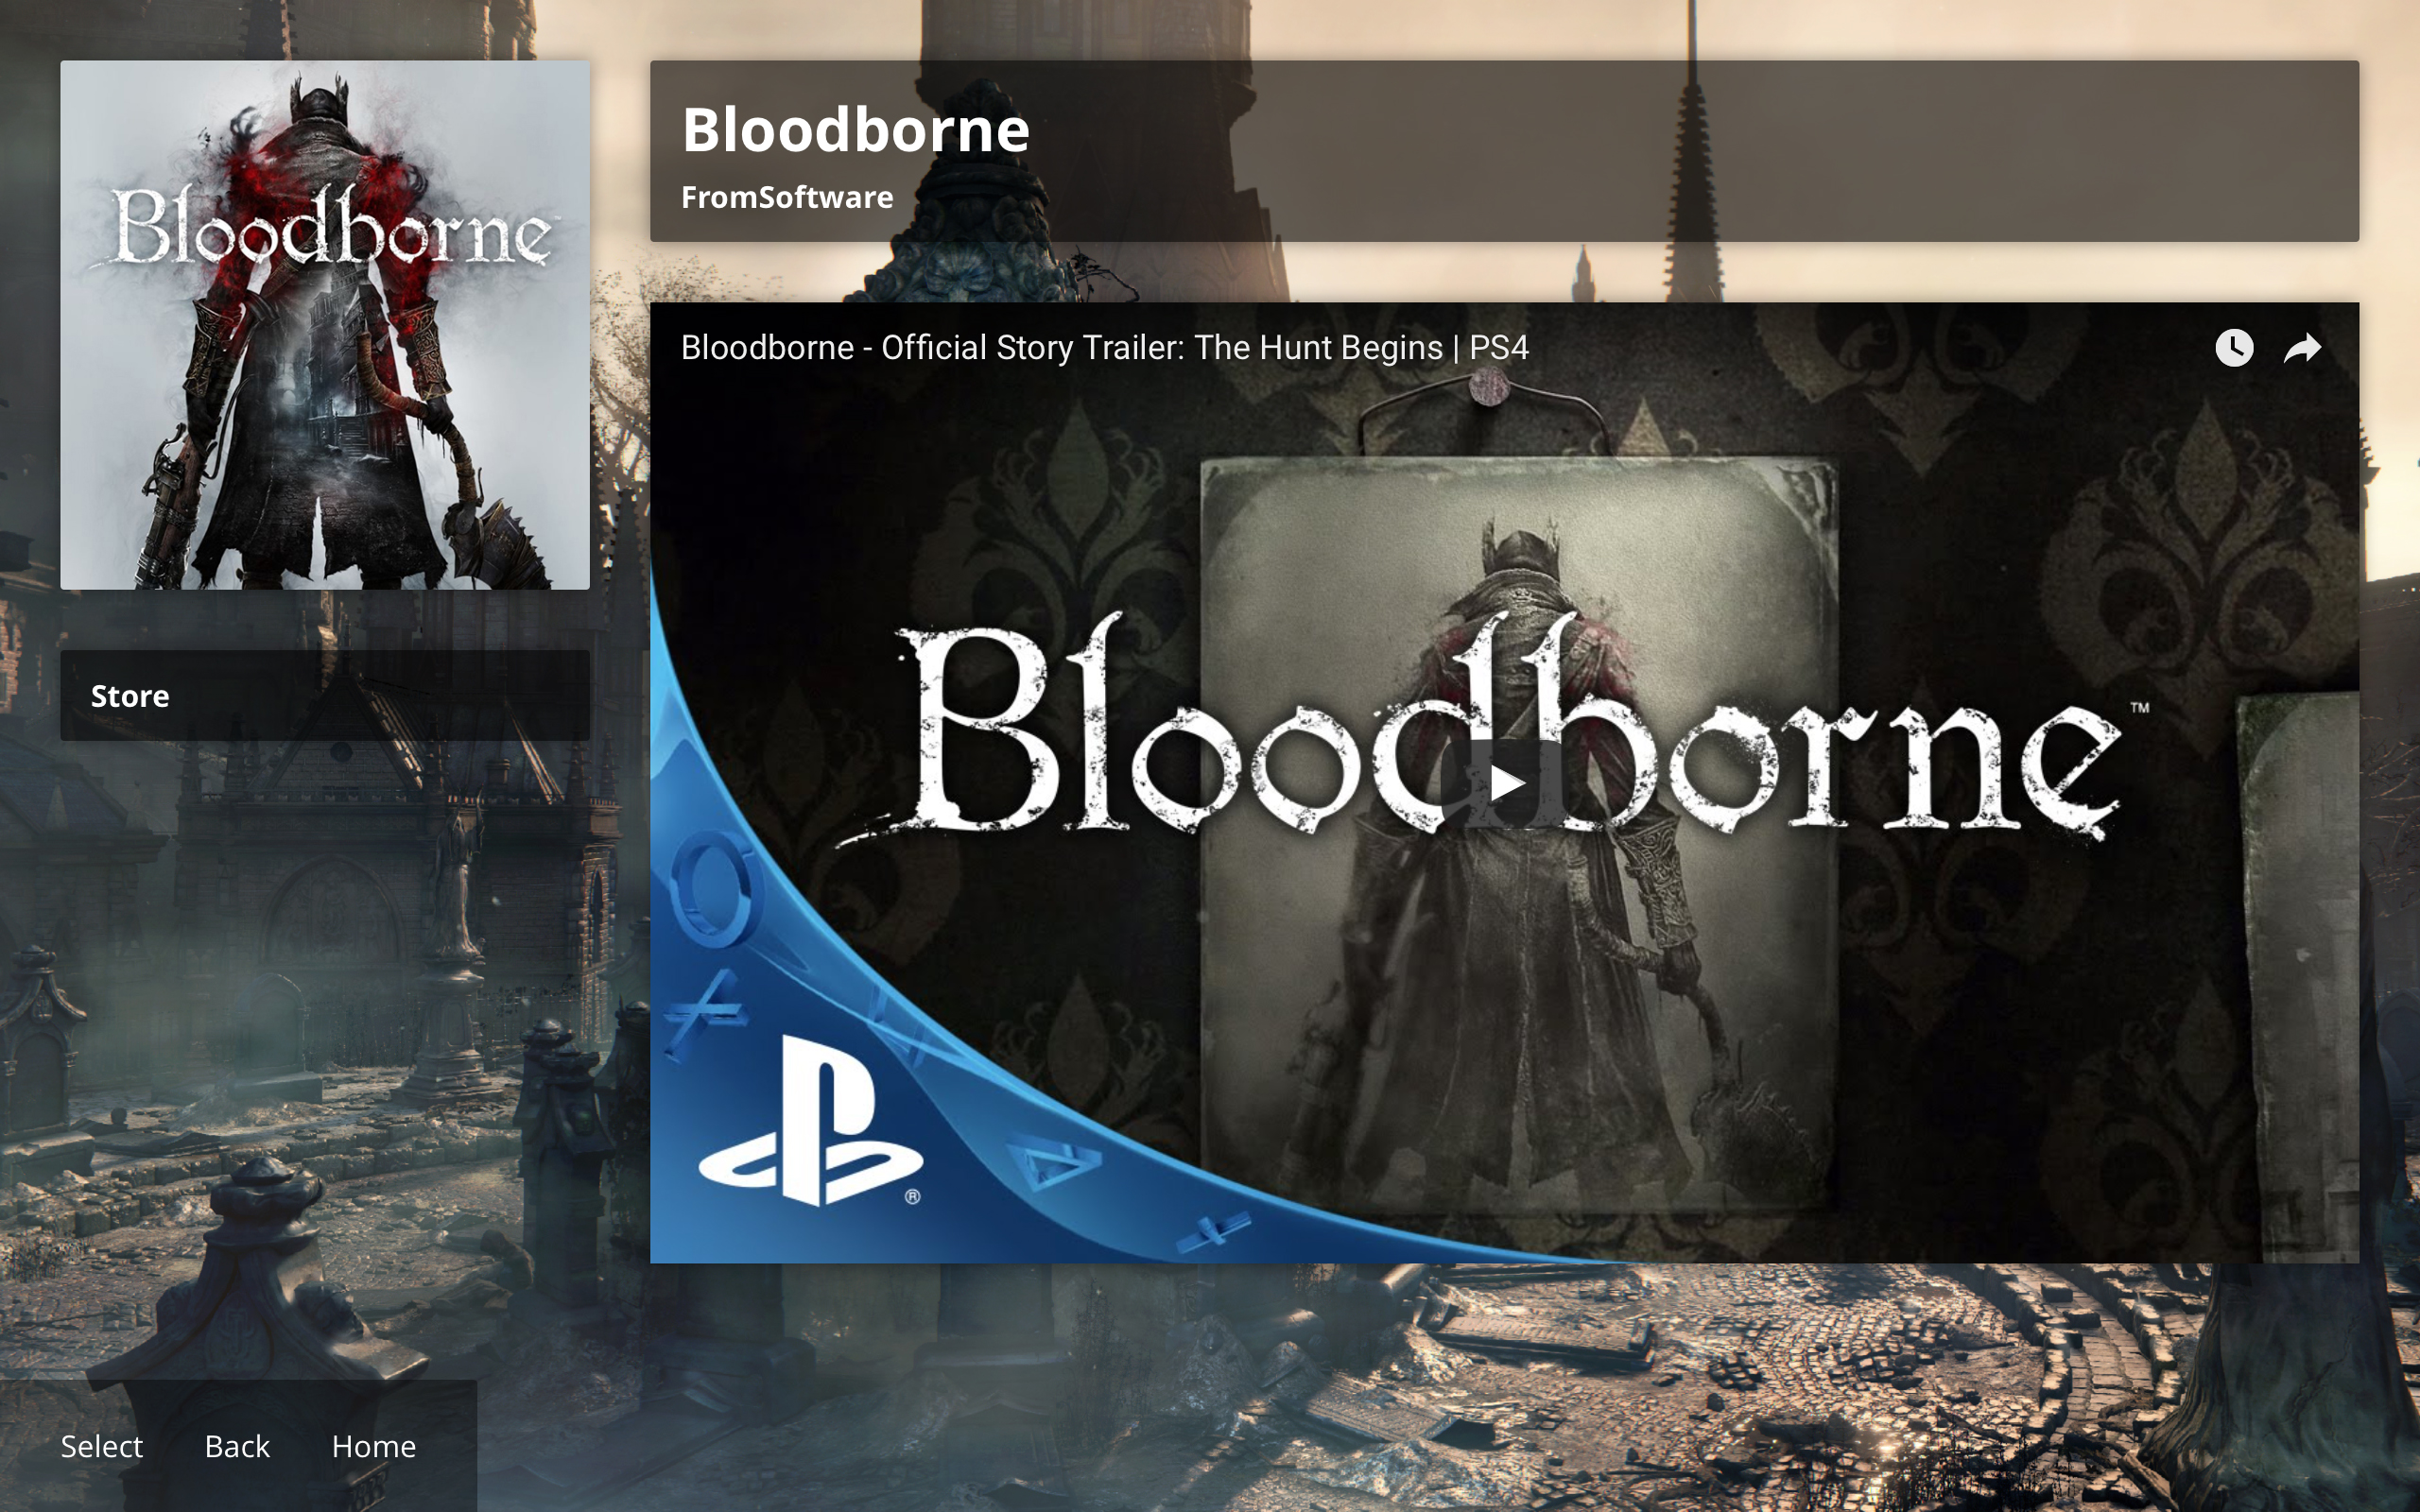 Bloodborne
Bloodborne
FromSoftware
Bloodborne - Official Story Trailer: The Hunt Begins | PS4
Bloodborne™
®
Store
Select
Back
Home